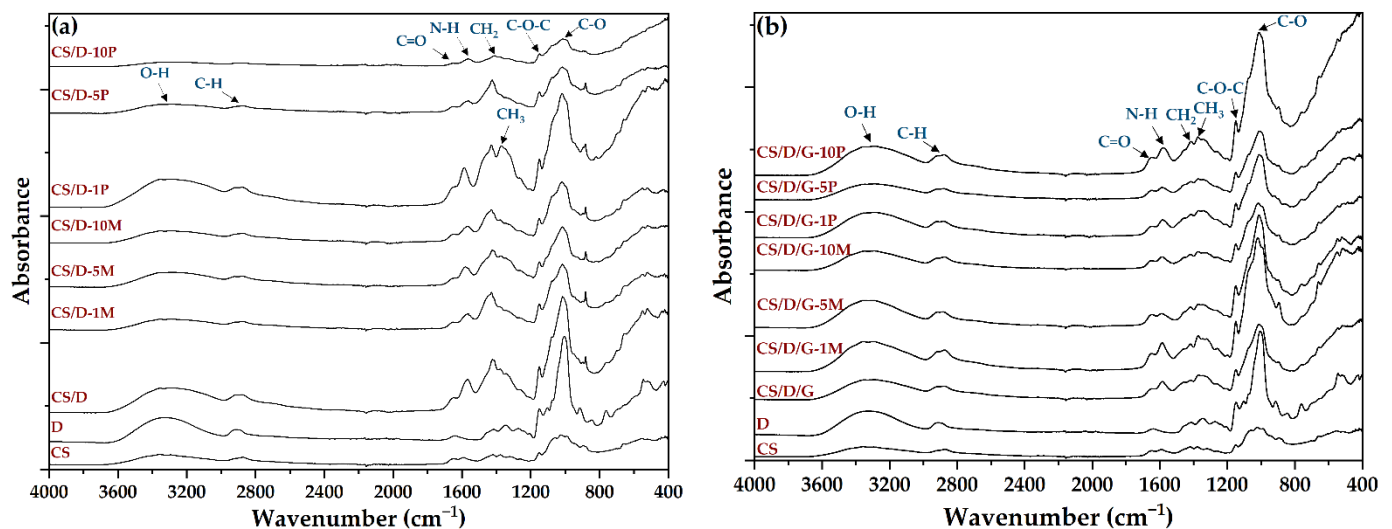 (a)
C-O
C-O-C
CH₂
N-H
C=O
CS/D-10P
O-H
C-H
CS/D-5P
CH₃
CS/D-1P
CS/D-10M
CS/D-5M
CS/D-1M
CS/D
D
CS
Absorbance
4000 3600 3200 2800 2400 2000 1600 1200 800 400
Wavenumber (cm⁻¹)
(b)
C-O
C-O-C
CH₃
CH₂
N-H
O-H
C-H
C=O
CS/D/G-10P
CS/D/G-5P
CS/D/G-1P
CS/D/G-10M
CS/D/G-5M
CS/D/G-1M
CS/D/G
D
CS
Absorbance
4000 3600 3200 2800 2400 2000 1600 1200 800 400
Wavenumber (cm⁻¹)